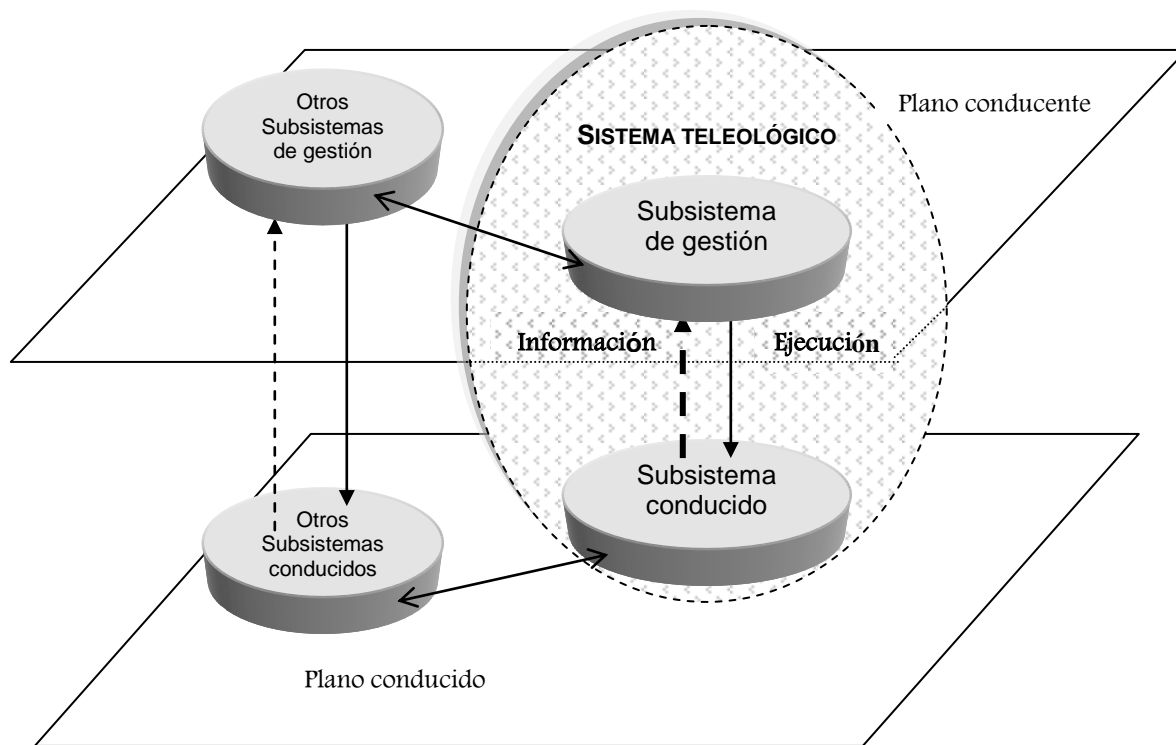 Otros
Subsistemas
de gestión
Plano conducente
SISTEMA TELEOLÓGICO
Subsistema
de gestión
Información
Ejecución
Subsistema
conducido
Otros
Subsistemas
conducidos
Plano conducido